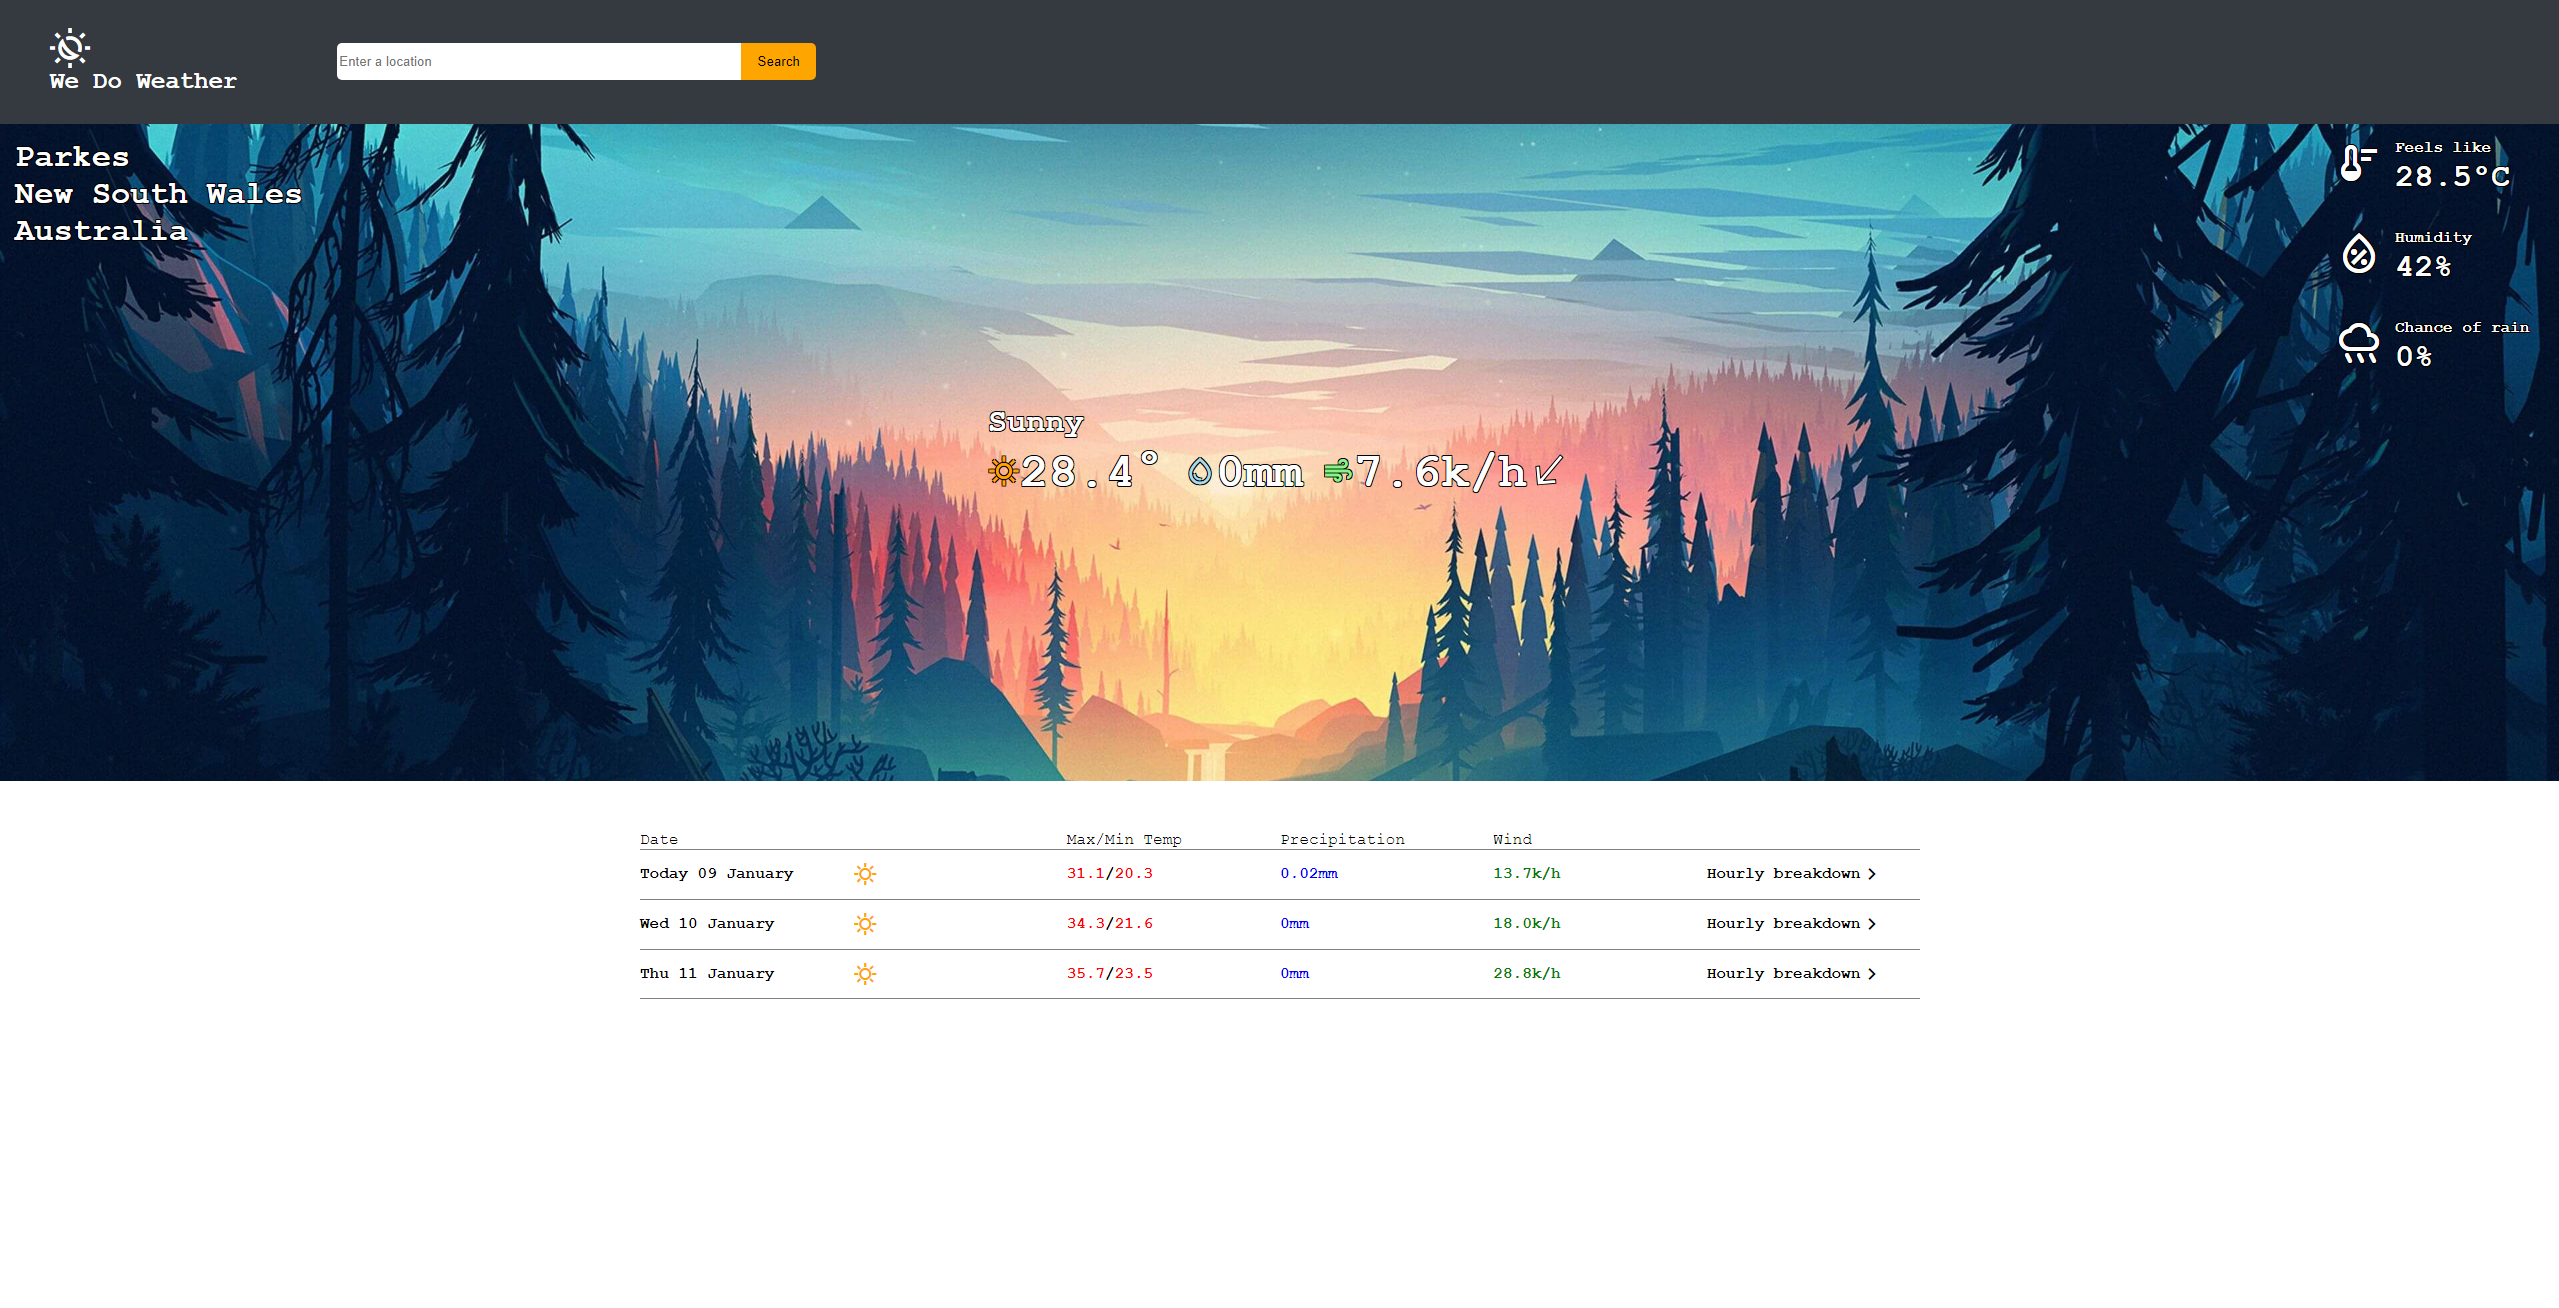 We Do Weather
Enter a location
Search
Parkes
New South Wales
Australia
Feels like
28.5°C
Humidity
42%
Chance of rain
0%
Sunny
28.4° 0mm 7.6k/h
Date Max/Min Temp Precipitation Wind
Today 09 January 31.1/20.3 0.02mm 13.7k/h Hourly breakdown
Wed 10 January 34.3/21.6 0mm 18.0k/h Hourly breakdown
Thu 11 January 35.7/23.5 0mm 28.8k/h Hourly breakdown